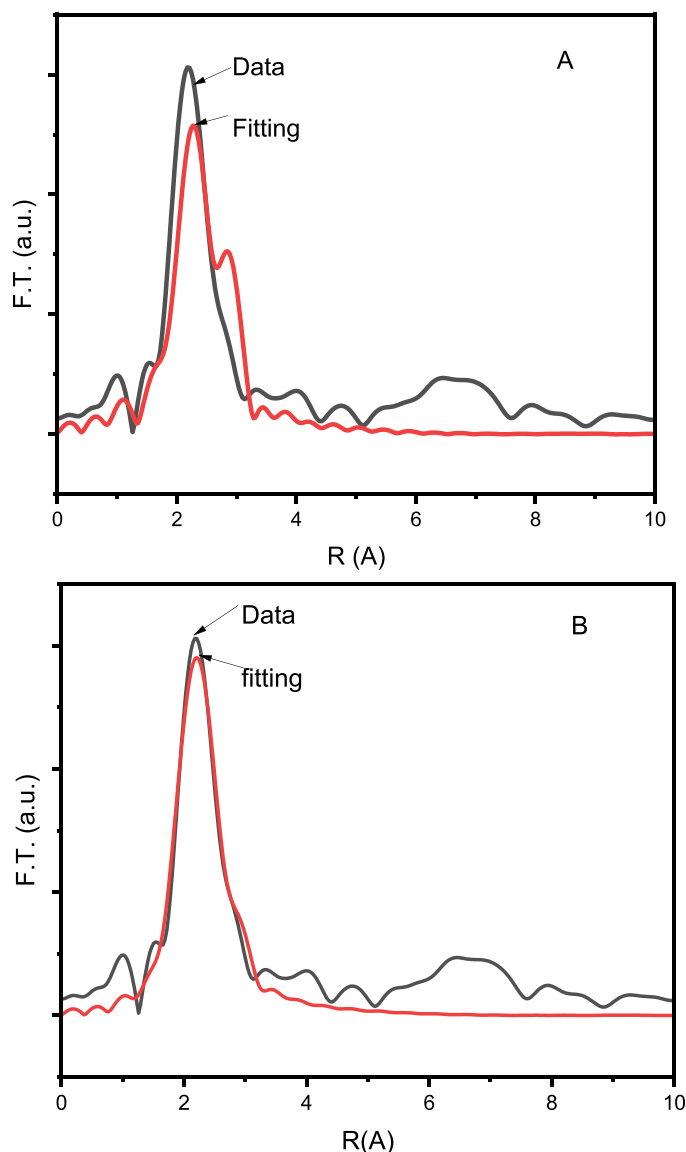 A
Data
Fitting
F.T. (a.u.)
0 2 4 6 8 10
R (A)
B
Data
fitting
F.T. (a.u.)
0 2 4 6 8 10
R(A)